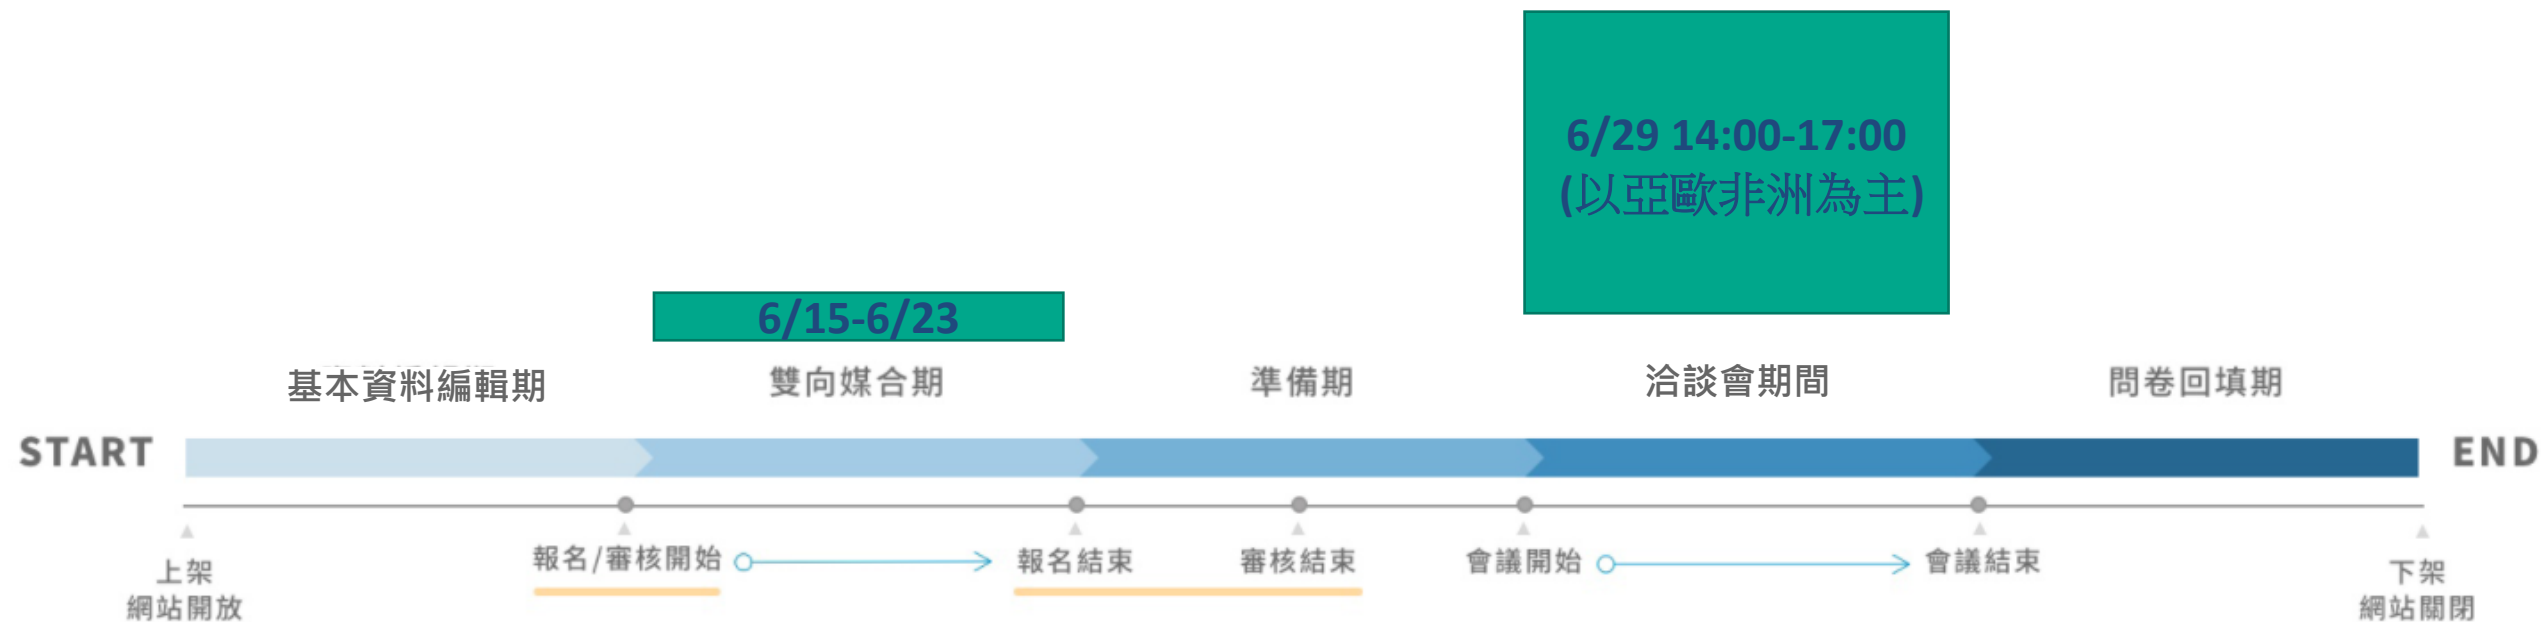 6/29 14:00-17:00
(以亞歐非洲為主)
6/15-6/23
基本資料編輯期
雙向媒合期
準備期
洽談會期間
問卷回填期
START
END
上架
網站開放
報名/審核開始
報名結束
審核結束
會議開始
會議結束
下架
網站關閉